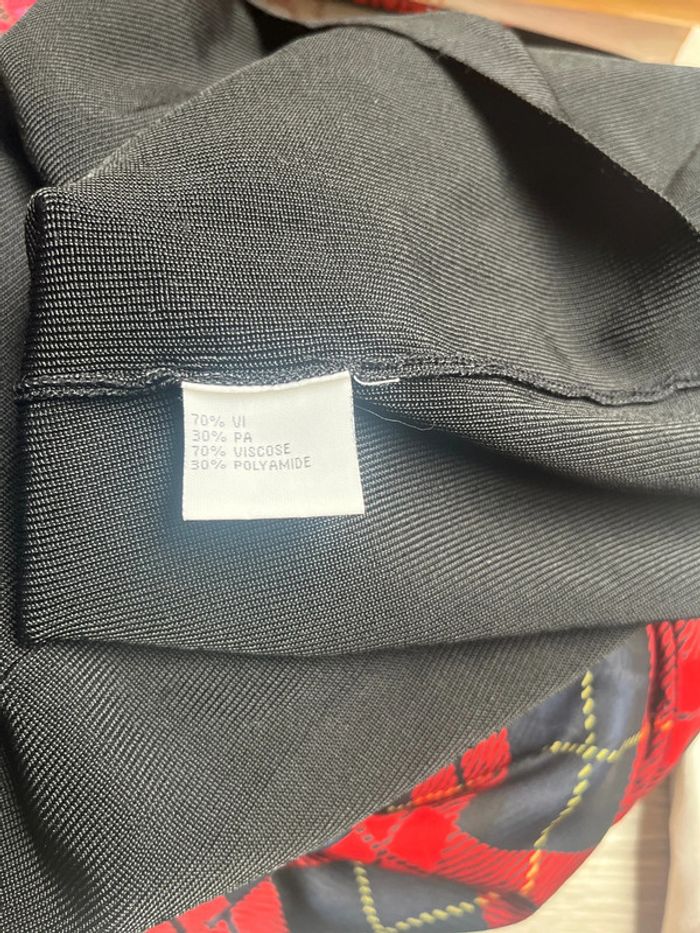 70% VI
30% PA
70% VISCOSE
30% POLYAMIDE